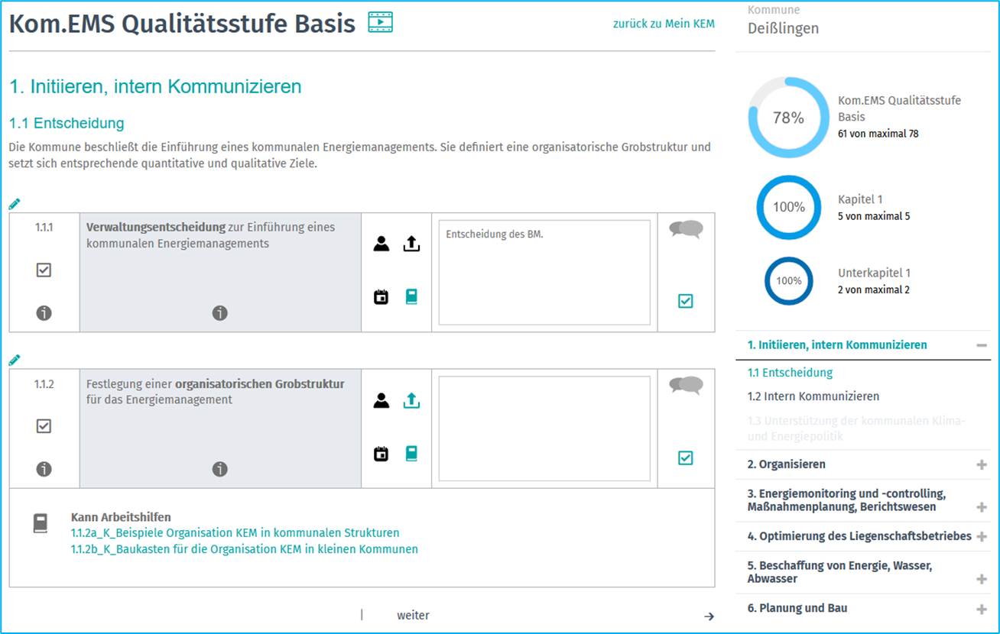 Kom.EMS Qualitätsstufe Basis
zurück zu Mein KEM
1. Initiieren, intern Kommunizieren
1.1 Entscheidung
Die Kommune beschließt die Einführung eines kommunalen Energiemanagements. Sie definiert eine organisatorische Grobstruktur und
setzt sich entsprechende quantitative und qualitative Ziele.
1.1.1
Verwaltungsentscheidung zur Einführung eines
kommunalen Energiemanagements
Entscheidung des BM.
1.1.2
Festlegung einer organisatorischen Grobstruktur
für das Energiemanagement
Kann Arbeitshilfen
1.1.2a_K_Beispiele Organisation KEM in kommunalen Strukturen
1.1.2b_K_Baukasten für die Organisation KEM in kleinen Kommunen
| weiter
Kommune
Deißlingen
78%
Kom.EMS Qualitätsstufe
Basis
61 von maximal 78
100%
Kapitel 1
5 von maximal 5
100%
Unterkapitel 1
2 von maximal 2
1. Initiieren, intern Kommunizieren
1.1 Entscheidung
1.2 Intern Kommunizieren
1.3 Unterstützung der kommunalen Klima-
und Energiepolitik
2. Organisieren
3. Energiemonitoring und -controlling,
Maßnahmenplanung, Berichtswesen
4. Optimierung des Liegenschaftsbetriebes
5. Beschaffung von Energie, Wasser,
Abwasser
6. Planung und Bau